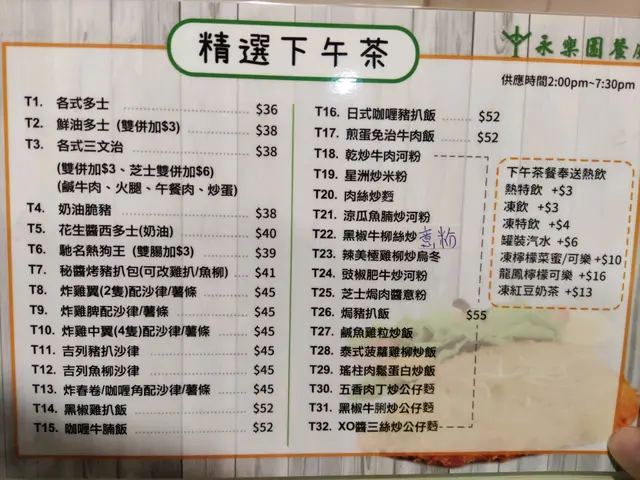 精選下午茶
永樂園餐廳
供應時間2:00pm~7:30pm
T1. 各式多士 $36
T2. 鮮油多士 (雙併加$3) $38
T3. 各式三文治 $38
(雙併加$3、芝士雙併加$6)
(鹹牛肉、火腿、午餐肉、炒蛋)
T4. 奶油脆豬 $38
T5. 花生醬西多士(奶油) $40
T6. 馳名熱狗王 (雙腸加$3) $39
T7. 秘醬烤豬扒包(可改雞扒/魚柳) $41
T8. 炸雞翼(2隻)配沙律/薯條 $45
T9. 炸雞脾配沙律/薯條 $45
T10. 炸雞中翼(4隻)配沙律/薯條 $45
T11. 吉列豬扒沙律 $45
T12. 吉列魚柳沙律 $45
T13. 炸春卷/咖喱角配沙律/薯條 $45
T14. 黑椒雞扒飯 $52
T15. 咖喱牛腩飯 $52
T16. 日式咖喱豬扒飯 $52
T17. 煎蛋免治牛肉飯 $52
T18. 乾炒牛肉河粉
T19. 星洲炒米粉
T20. 肉絲炒麵
T21. 涼瓜魚腩炒河粉
T22. 黑椒牛柳絲炒意粉
T23. 辣美極雞柳炒烏冬
T24. 豉椒肥牛炒河粉
T25. 芝士焗肉醬意粉
T26. 焗豬扒飯 $55
T27. 鹹魚雞粒炒飯
T28. 泰式菠蘿雞柳炒飯
T29. 瑤柱肉鬆蛋白炒飯
T30. 五香肉丁炒公仔麵
T31. 黑椒牛脷炒公仔麵
T32. XO醬三絲炒公仔麵
下午茶餐奉送熱飲
熱特飲 +$3
凍飲 +$3
凍特飲 +$4
罐裝汽水 +$6
凍檸檬菜蜜/可樂 +$10
龍鳳檸檬可樂 +$16
凍紅豆奶茶 +$13